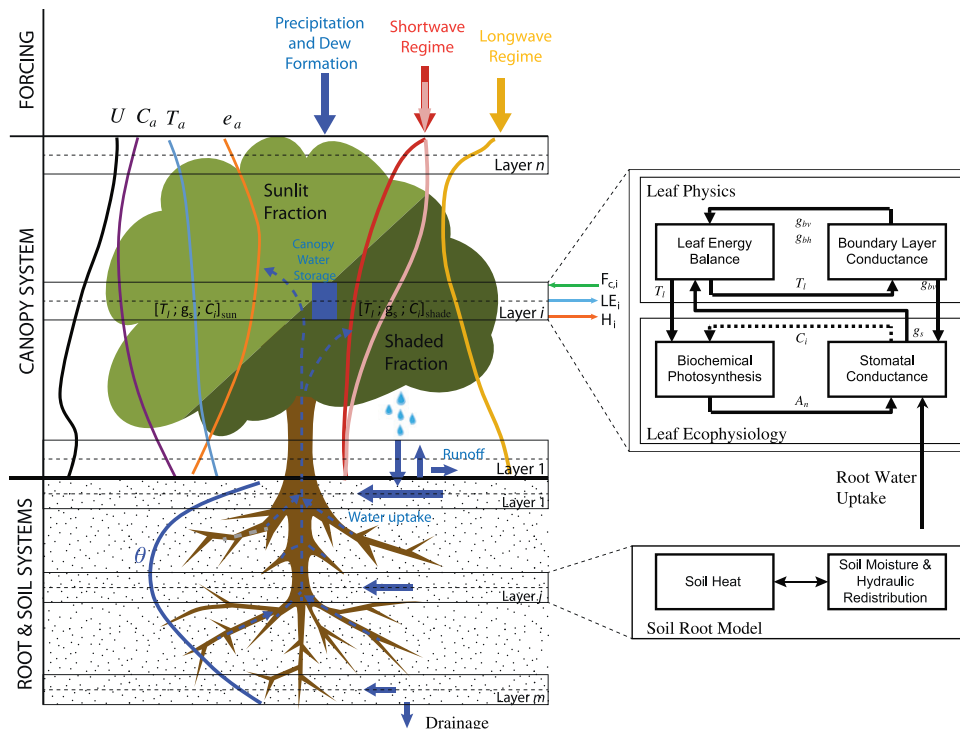 FORCING
CANOPY SYSTEM
ROOT & SOIL SYSTEMS
Precipitation
and Dew
Formation
Shortwave
Regime
Longwave
Regime
U C_a T_a e_a
Layer n
Sunlit
Fraction
Canopy
Water
Storage
[T_l ; g_s ; C_i]_sun
[T_l ; g_s ; C_i]_shade
Layer i
F_c,i
LE_i
H_i
Shaded
Fraction
Runoff
Layer 1
Layer 1
Water uptake
θ
Layer j
Layer m
Drainage
Leaf Physics
Leaf Energy
Balance
g_bv
g_bh
Boundary Layer
Conductance
T_l
T_l
g_bv
g_s
C_i
Biochemical
Photosynthesis
Stomatal
Conductance
A_n
Leaf Ecophysiology
Root Water
Uptake
Soil Heat
Soil Moisture &
Hydraulic
Redistribution
Soil Root Model